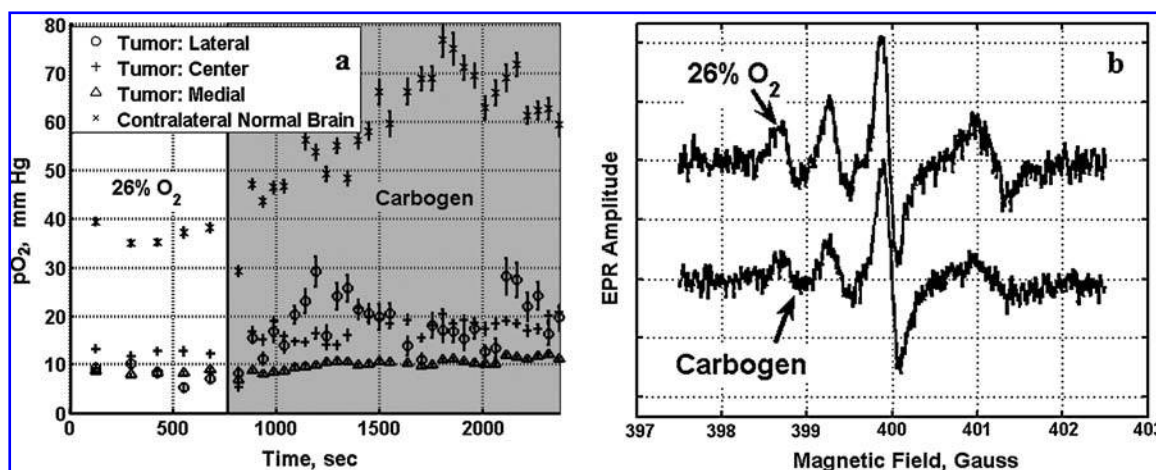 80
70
60
50
40
30
20
10
0
pO₂, mm Hg
Tumor: Lateral
Tumor: Center
Tumor: Medial
Contralateral Normal Brain
a
26% O₂
Carbogen
0 500 1000 1500 2000
Time, sec
b
26% O₂
Carbogen
EPR Amplitude
397 398 399 400 401 402 403
Magnetic Field, Gauss